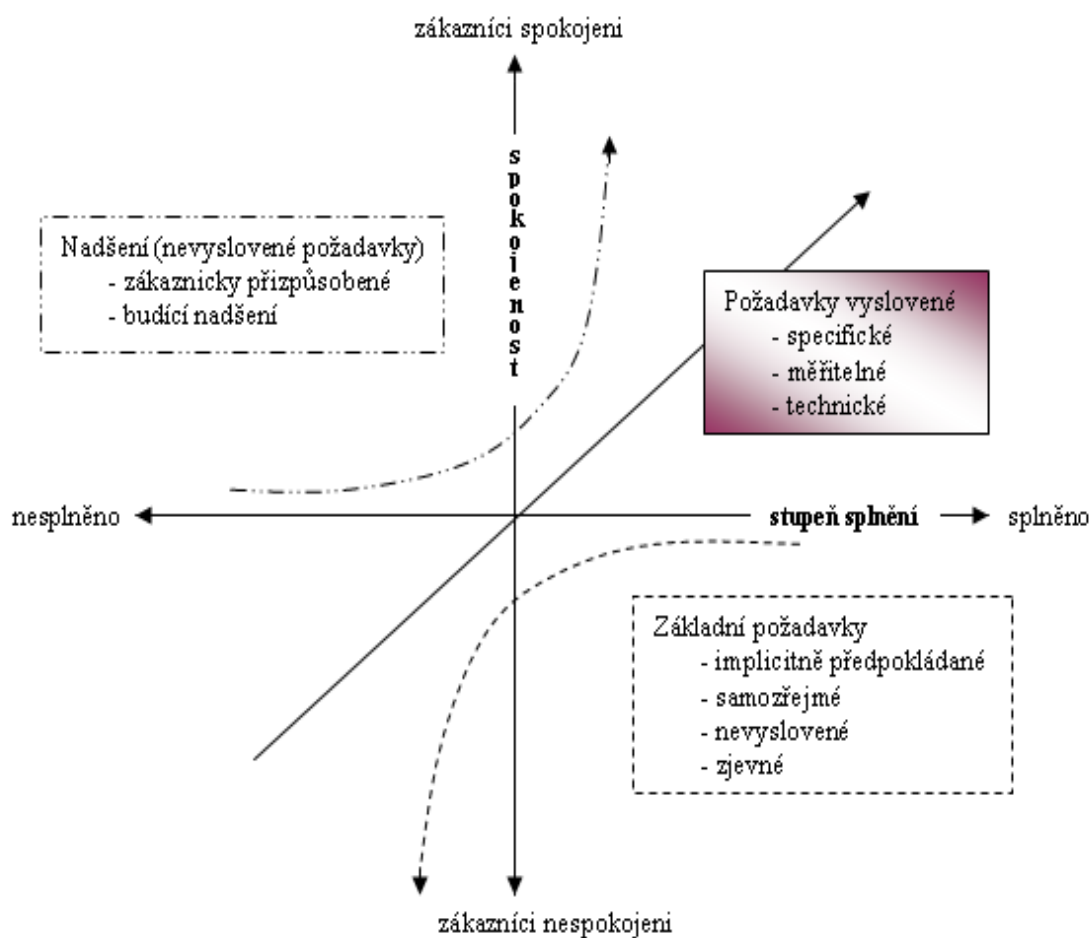 zákazníci spokojeni
spokojenost
Nadšení (nevyslovené požadavky)
- zákaznicky přizpůsobené
- budící nadšení
Požadavky vyslovené
- specifické
- měřitelné
- technické
nesplněno
stupeň splnění
splněno
Základní požadavky
- implicitně předpokládané
- samozřejmé
- nevyslovené
- zjevné
zákazníci nespokojeni